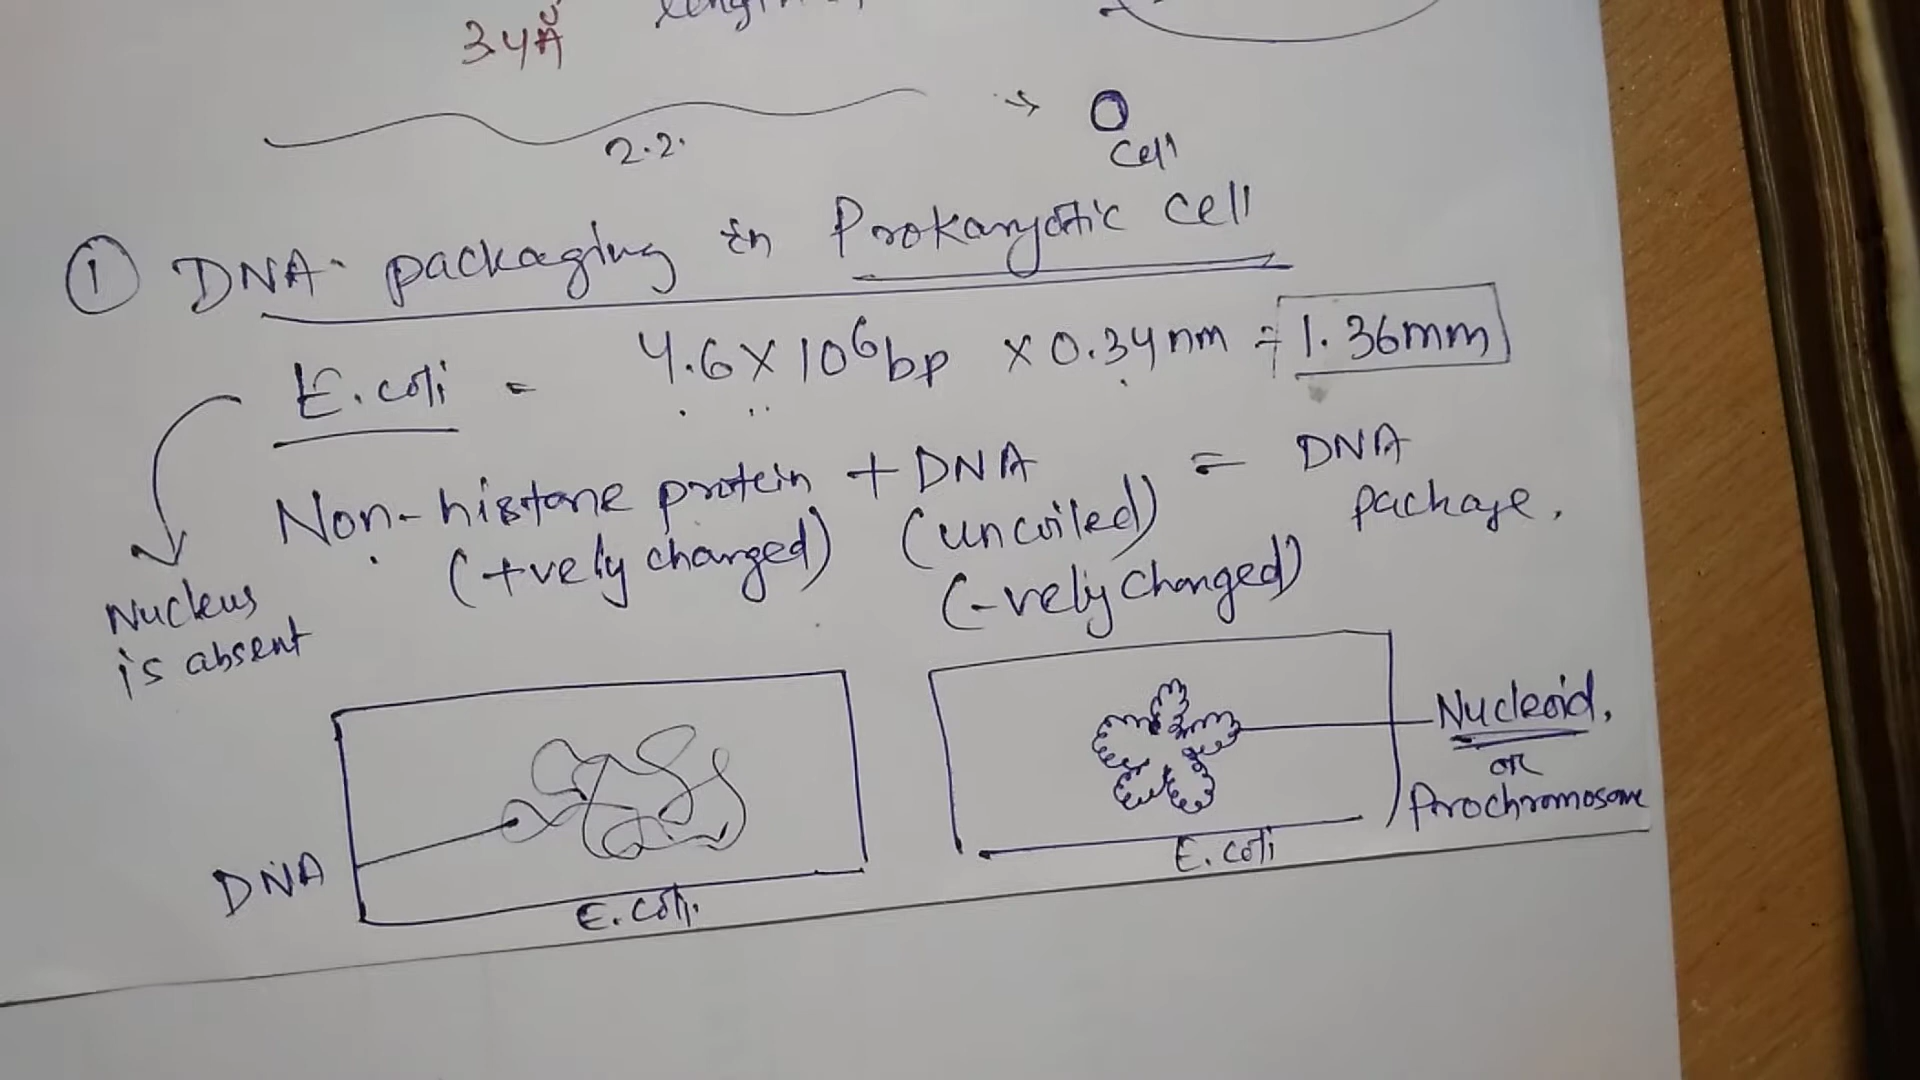 3.4Å
2.2.
Cell
① DNA packaging in Prokaryotic cell
E. coli = 4.6 × 10⁶ bp × 0.34 nm = 1.36mm
Non-histone protein + DNA = DNA
(+vely charged) (uncoiled) package.
(-vely charged)
Nucleus
is absent
Nucleoid,
or
Prochromosome
DNA
E. coli.
E. coli